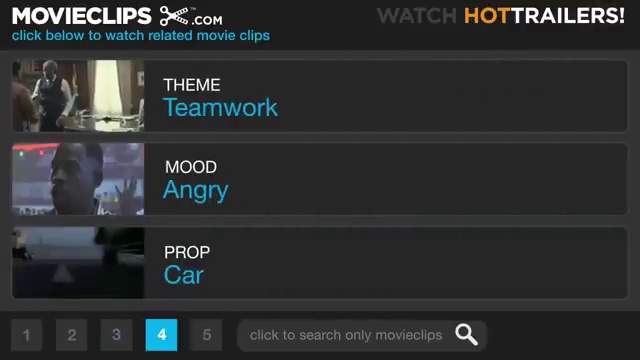 MOVIECLIPS™.COM
WATCH HOTTRAILERS!
click below to watch related movie clips
THEME
Teamwork
MOOD
Angry
PROP
Car
1 2 3 4 5 click to search only movieclips